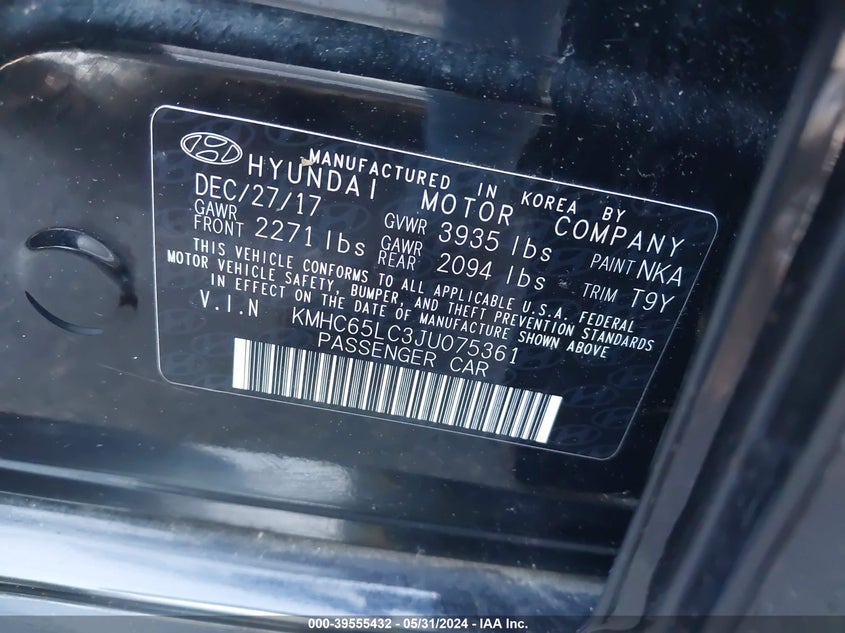 MANUFACTURED IN KOREA BY
HYUNDAI MOTOR COMPANY
DEC/27/17 GVWR 3935 lbs PAINT NKA
GAWR FRONT 2271 lbs GAWR REAR 2094 lbs TRIM T9Y
THIS VEHICLE CONFORMS TO ALL APPLICABLE U.S.A. FEDERAL
MOTOR VEHICLE SAFETY, BUMPER, AND THEFT PREVENTION STANDARDS
IN EFFECT ON THE DATE OF MANUFACTURE SHOWN ABOVE
V.I.N KMHC65LC3JU075361
PASSENGER CAR
000-39555432 - 05/31/2024 - IAA Inc.